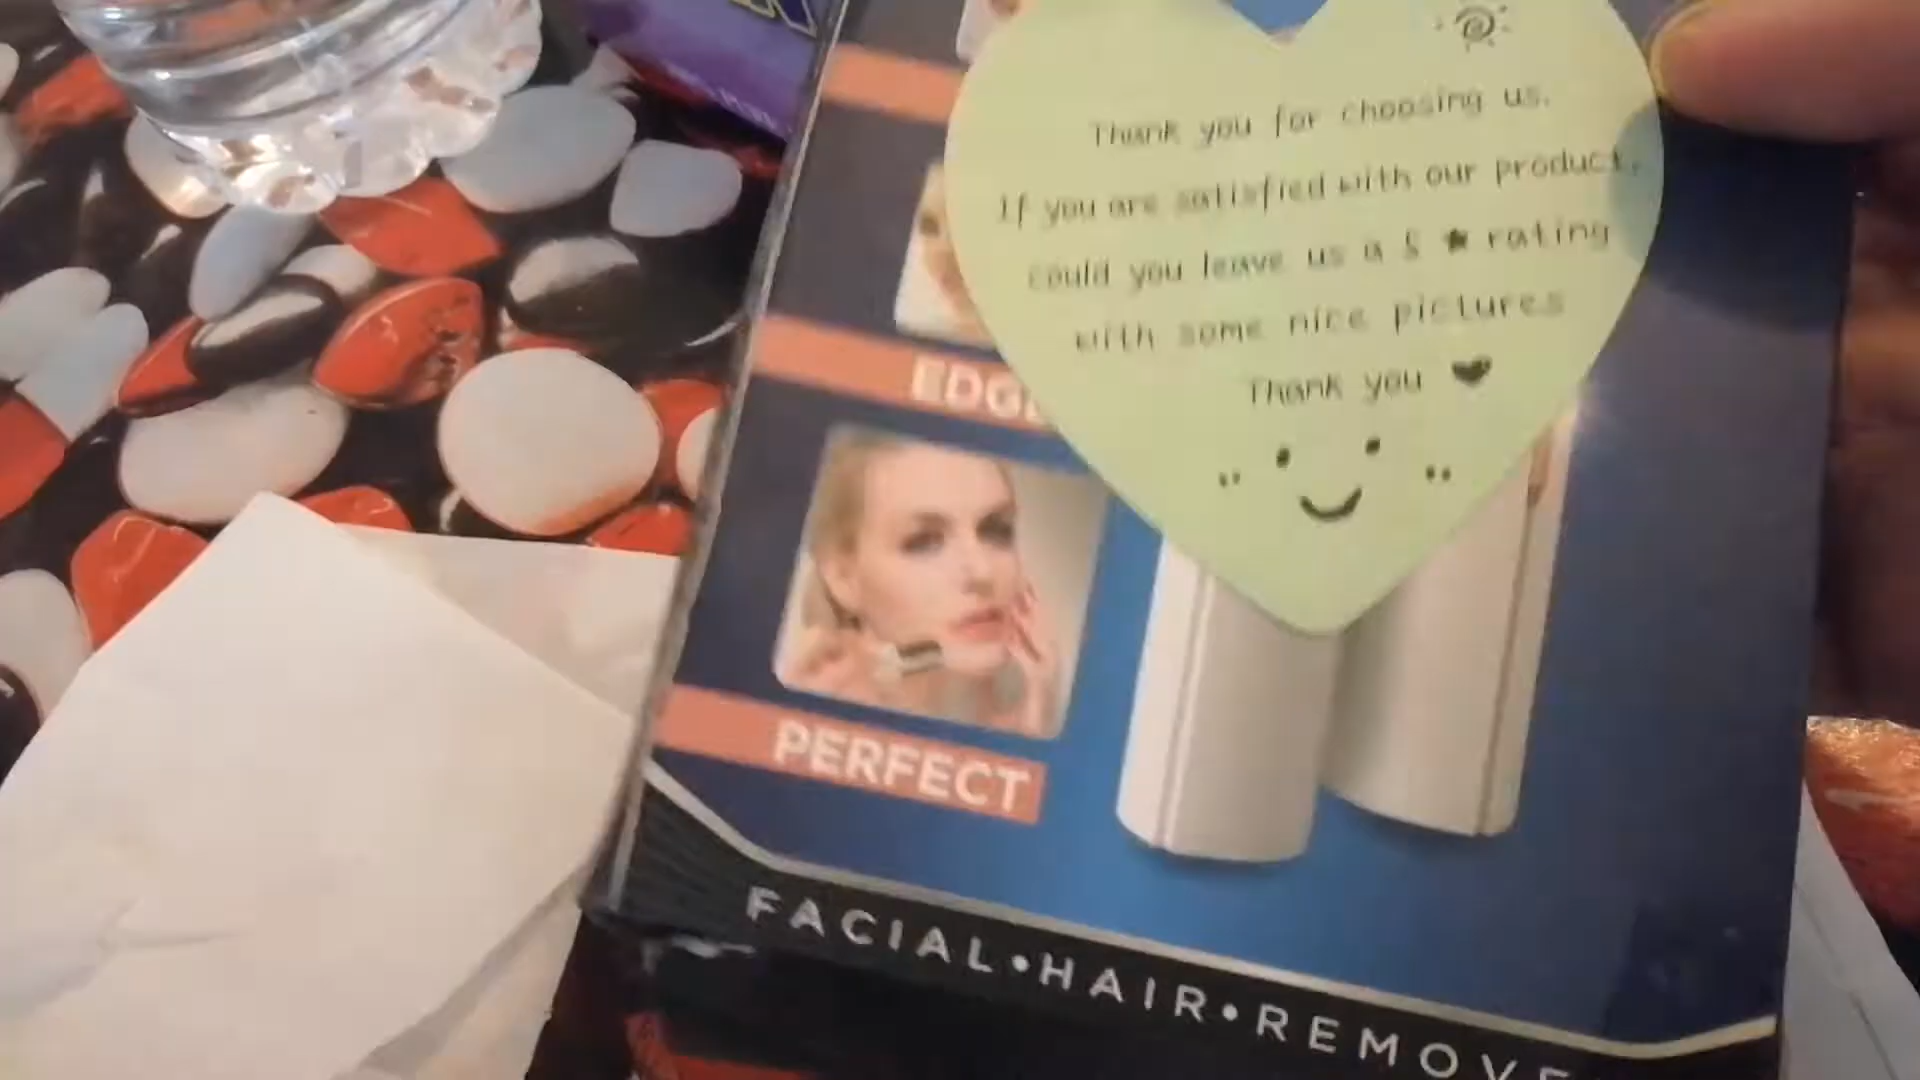 Thank you for choosing us.
If you are satisfied with our product,
could you leave us a 5 ★ rating
with some nice pictures
Thank you ♥
PERFECT
FACIAL•HAIR•REMOVE